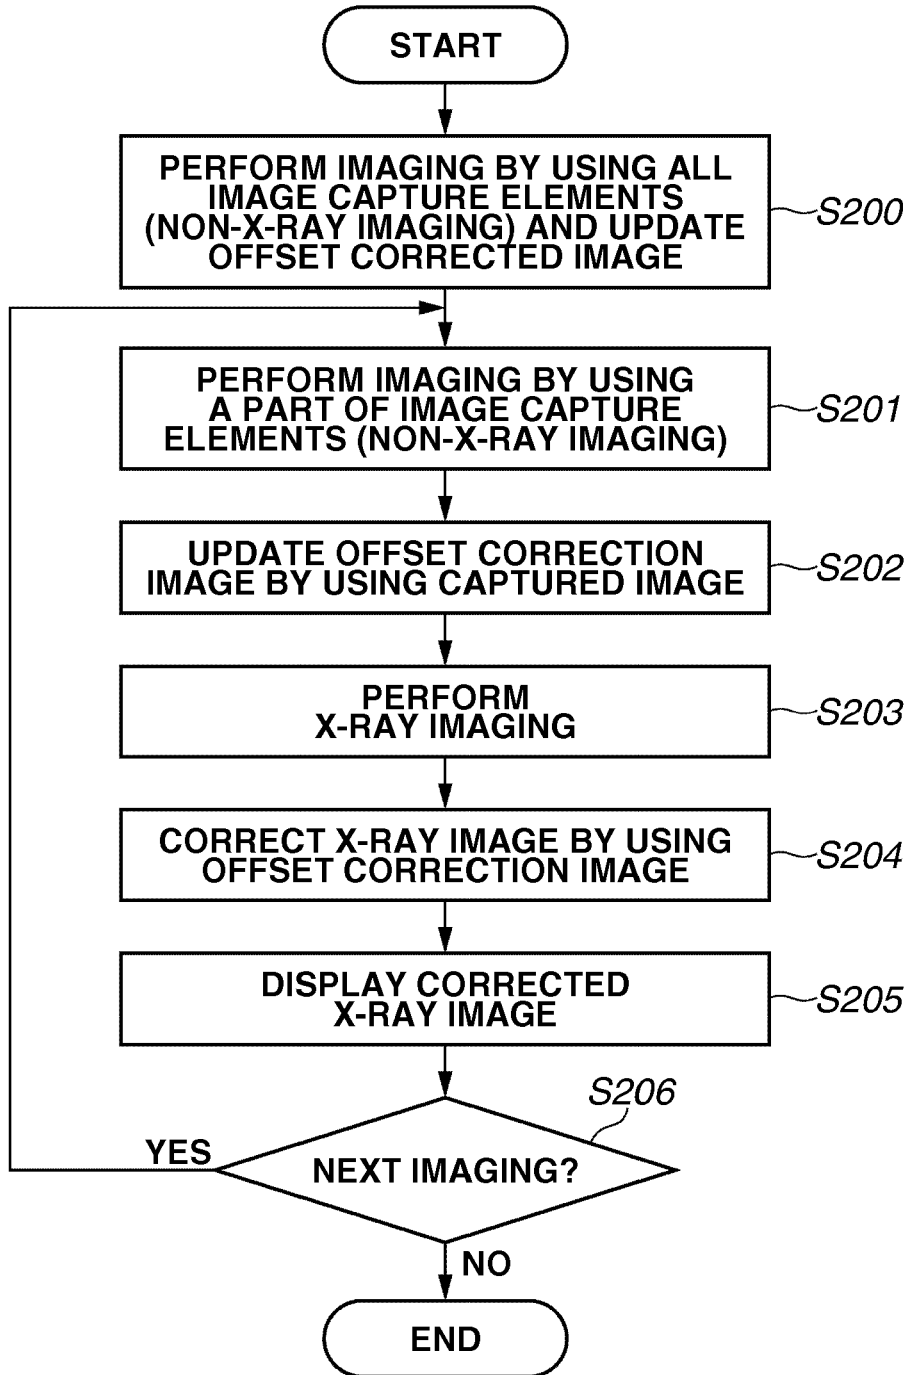 START
PERFORM IMAGING BY USING ALL
IMAGE CAPTURE ELEMENTS
(NON-X-RAY IMAGING) AND UPDATE
OFFSET CORRECTED IMAGE
S200
PERFORM IMAGING BY USING
A PART OF IMAGE CAPTURE
ELEMENTS (NON-X-RAY IMAGING)
S201
UPDATE OFFSET CORRECTION
IMAGE BY USING CAPTURED IMAGE
S202
PERFORM
X-RAY IMAGING
S203
CORRECT X-RAY IMAGE BY USING
OFFSET CORRECTION IMAGE
S204
DISPLAY CORRECTED
X-RAY IMAGE
S205
S206
YES
NEXT IMAGING?
NO
END